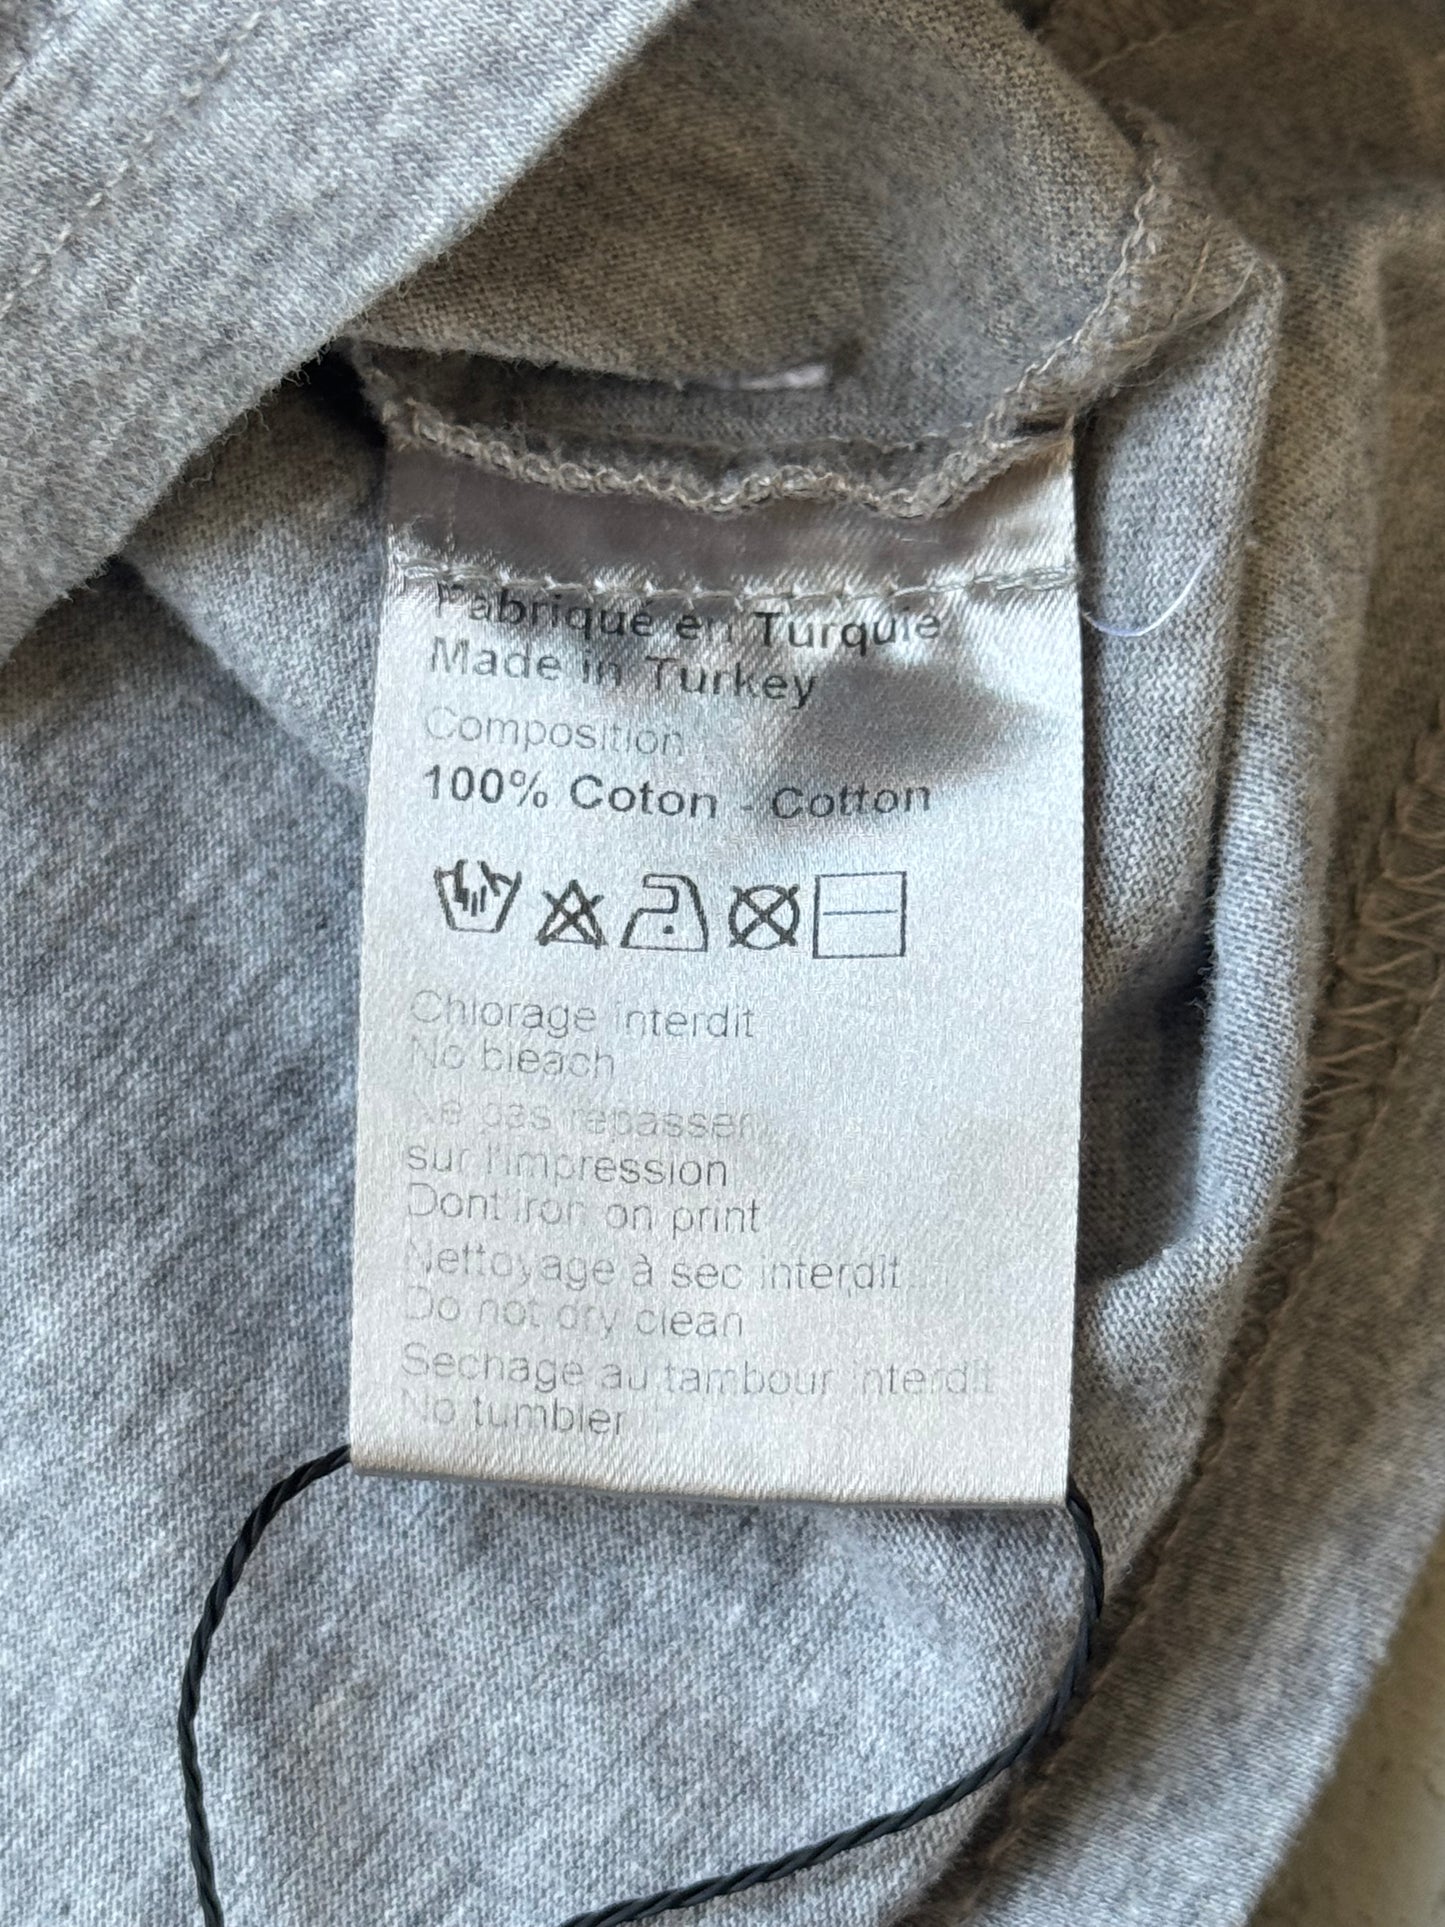 Fabriqué en Turquie
Made in Turkey
Composition
100% Coton - Cotton
Chlorage interdit
No bleach
Ne pas repasser
sur l'impression
Dont iron on print
Nettoyage à sec interdit
Do not dry clean
Sechage au tambour interdit
No tumbler